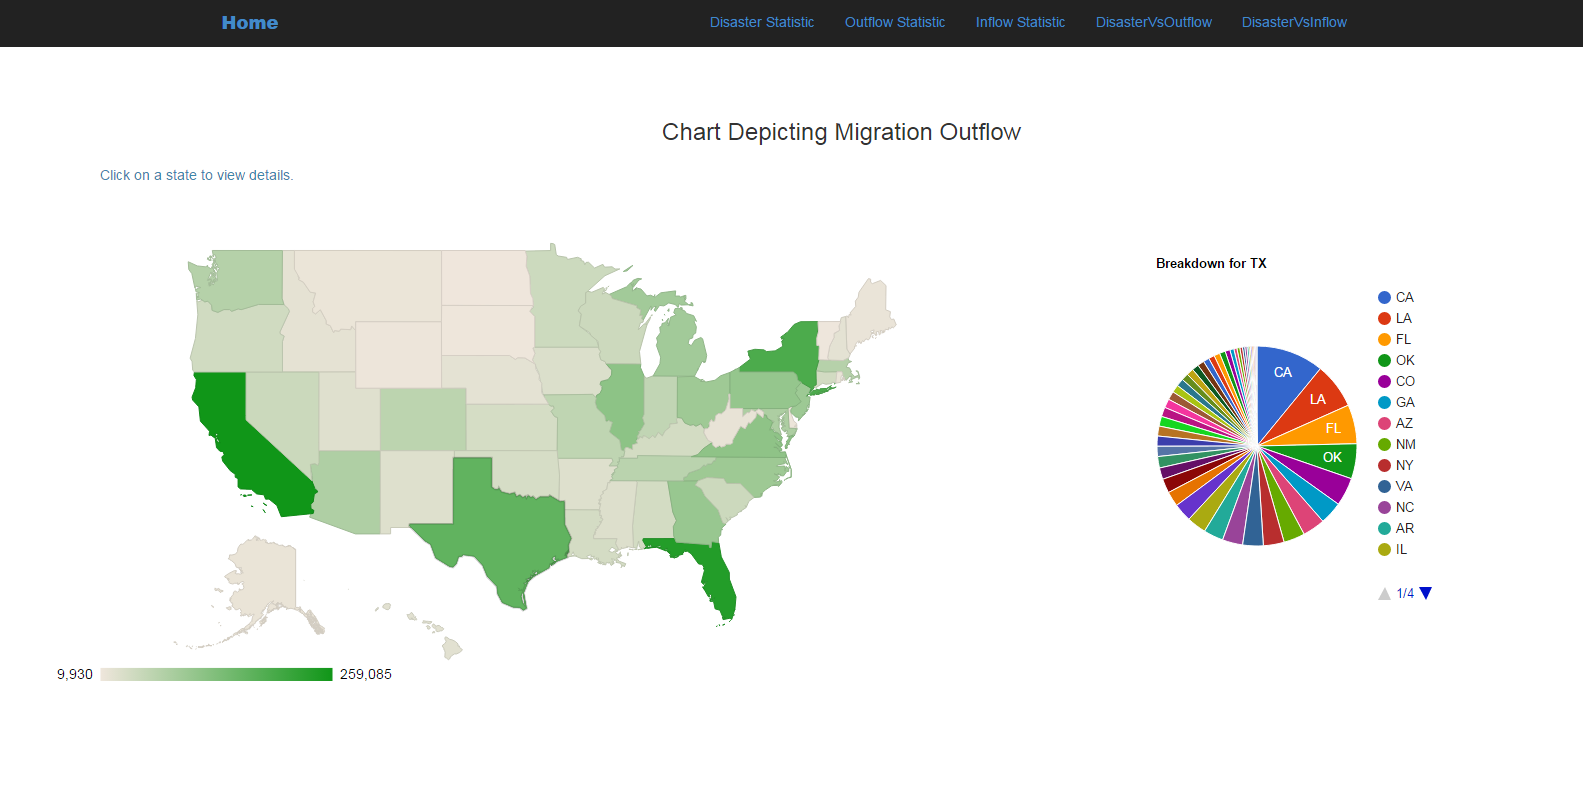 Home Disaster Statistic Outflow Statistic Inflow Statistic DisasterVsOutflow DisasterVsInflow
Chart Depicting Migration Outflow
Click on a state to view details.
9,930 259,085
Breakdown for TX
CA
LA
FL
OK
CA
LA
FL
OK
CO
GA
AZ
NM
NY
VA
NC
AR
IL
1/4